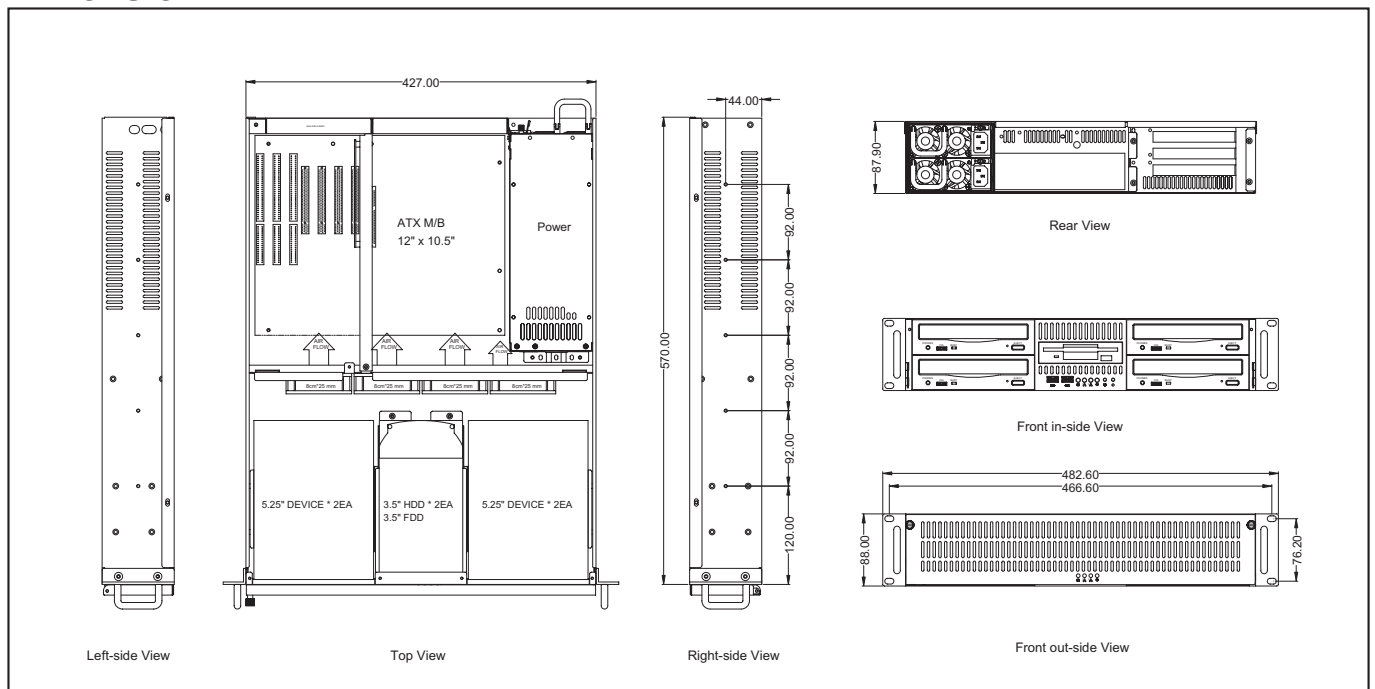 427.00
44.00
570.00
92.00
92.00
92.00
92.00
120.00
ATX M/B
12" x 10.5"
Power
AIR
FLOW
AIR
FLOW
AIR
FLOW
AIR
FLOW
8cm*25 mm
8cm*25 mm
8cm*25 mm
8cm*25 mm
5.25" DEVICE * 2EA
3.5" HDD * 2EA
3.5" FDD
5.25" DEVICE * 2EA
Left-side View
Top View
Right-side View
87.90
Rear View
Front in-side View
482.60
466.60
88.00
76.20
Front out-side View